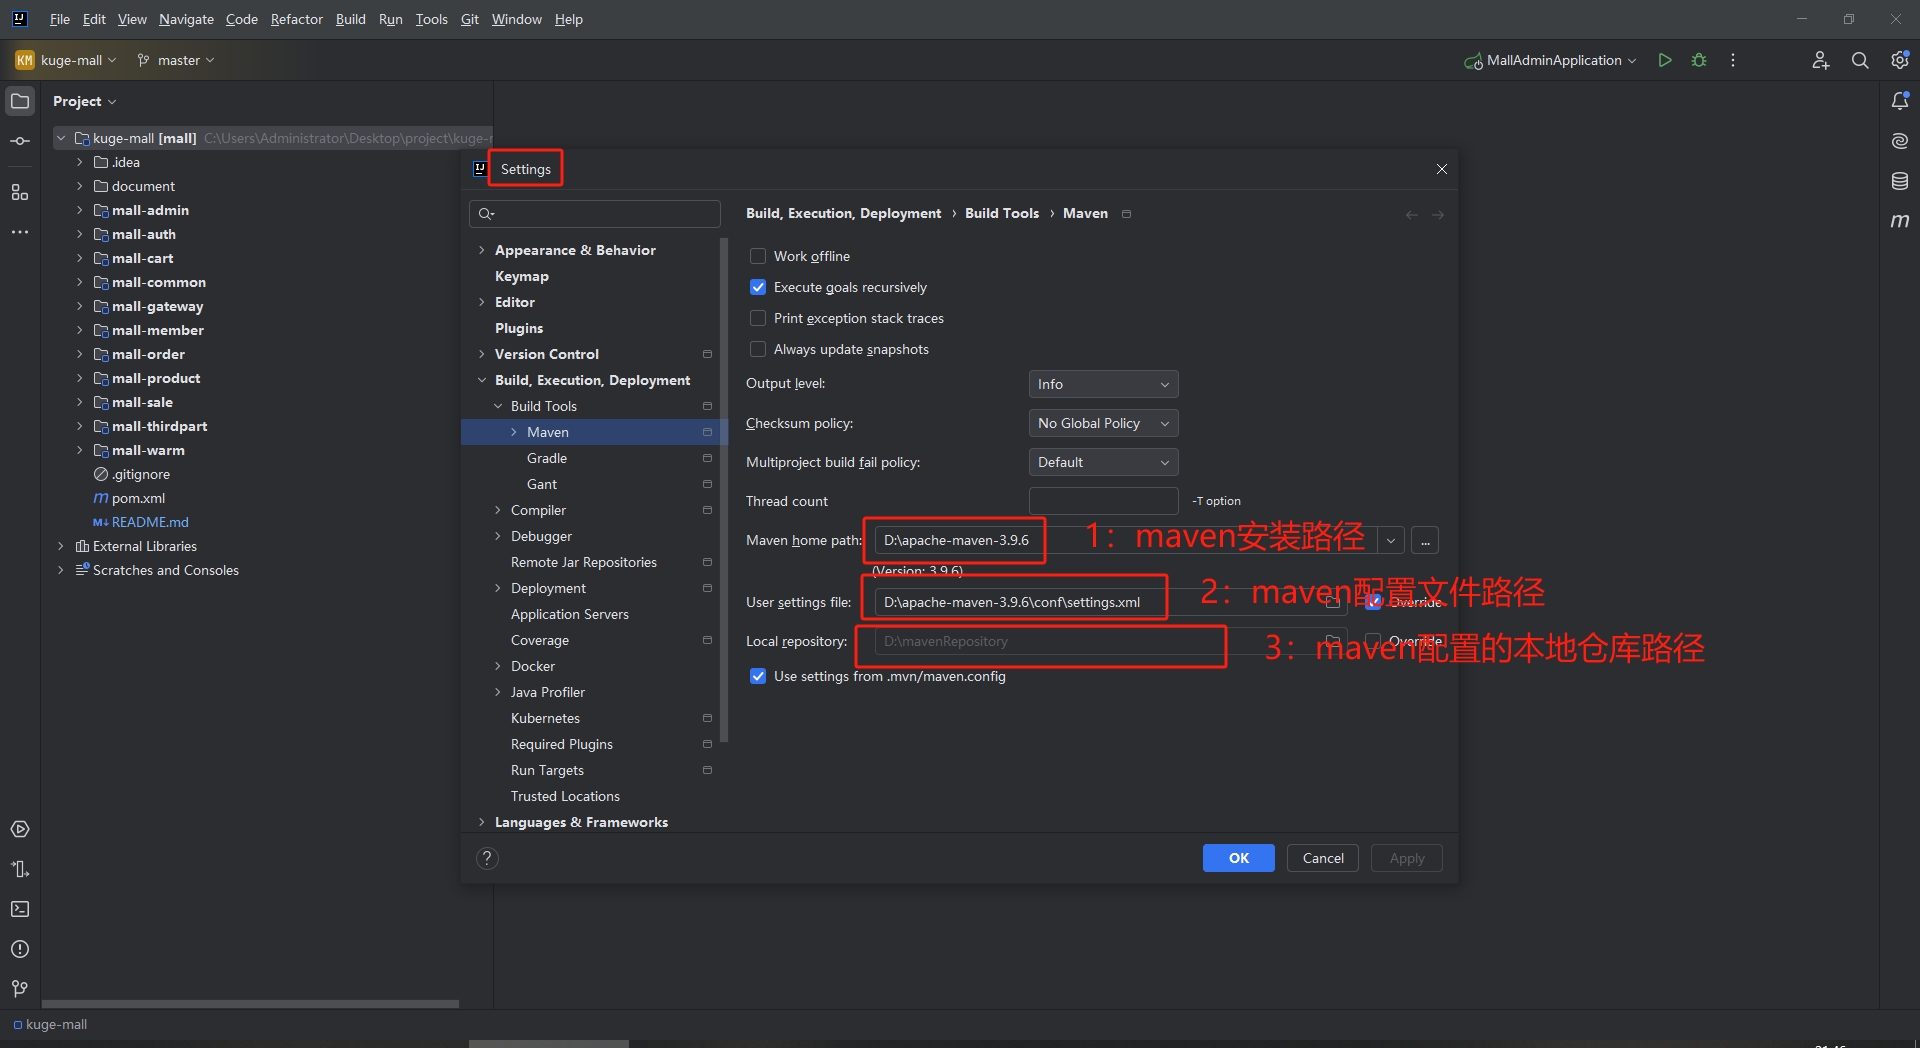 File Edit View Navigate Code Refactor Build Run Tools Git Window Help
KM kuge-mall master MallAdminApplication
Project
kuge-mall [mall] C:\Users\Administrator\Desktop\project\kuge-
.idea
document
mall-admin
mall-auth
mall-cart
mall-common
mall-gateway
mall-member
mall-order
mall-product
mall-sale
mall-thirdpart
mall-warm
.gitignore
pom.xml
README.md
External Libraries
Scratches and Consoles
Settings
Appearance & Behavior
Keymap
Editor
Plugins
Version Control
Build, Execution, Deployment
Build Tools
Maven
Gradle
Gant
Compiler
Debugger
Remote Jar Repositories
Deployment
Application Servers
Coverage
Docker
Java Profiler
Kubernetes
Required Plugins
Run Targets
Trusted Locations
Languages & Frameworks
Build, Execution, Deployment › Build Tools › Maven
Work offline
Execute goals recursively
Print exception stack traces
Always update snapshots
Output level: Info
Checksum policy: No Global Policy
Multiproject build fail policy: Default
Thread count -T option
Maven home path: D:\apache-maven-3.9.6 ... 1：maven安装路径
(Version: 3.9.6)
User settings file: D:\apache-maven-3.9.6\conf\settings.xml Override 2：maven配置文件路径
Local repository: D:\mavenRepository Override 3：maven配置的本地仓库路径
Use settings from .mvn/maven.config
? OK Cancel Apply
kuge-mall